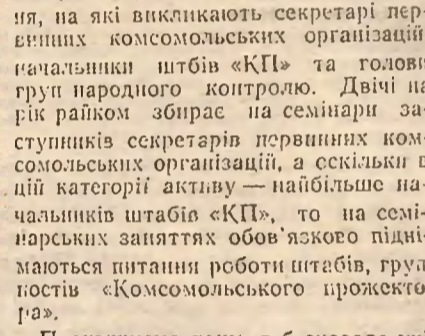 ня, на які викликають секретарі пер-
винних комсомольських організацій
начальники штбів «КП» та голови
груп народного контролю. Двічі на
рік райком збирає на семінари за-
ступників секретарів первинних ком-
сомольських організацій, а оскільки в
цій категорії активу — найбільше на-
чальників штабів «КП», то на семі-
нарських заняттях обов'язково підні-
маються питання роботи штабів, груп
постів «Комсомольського прожекто-
ра».